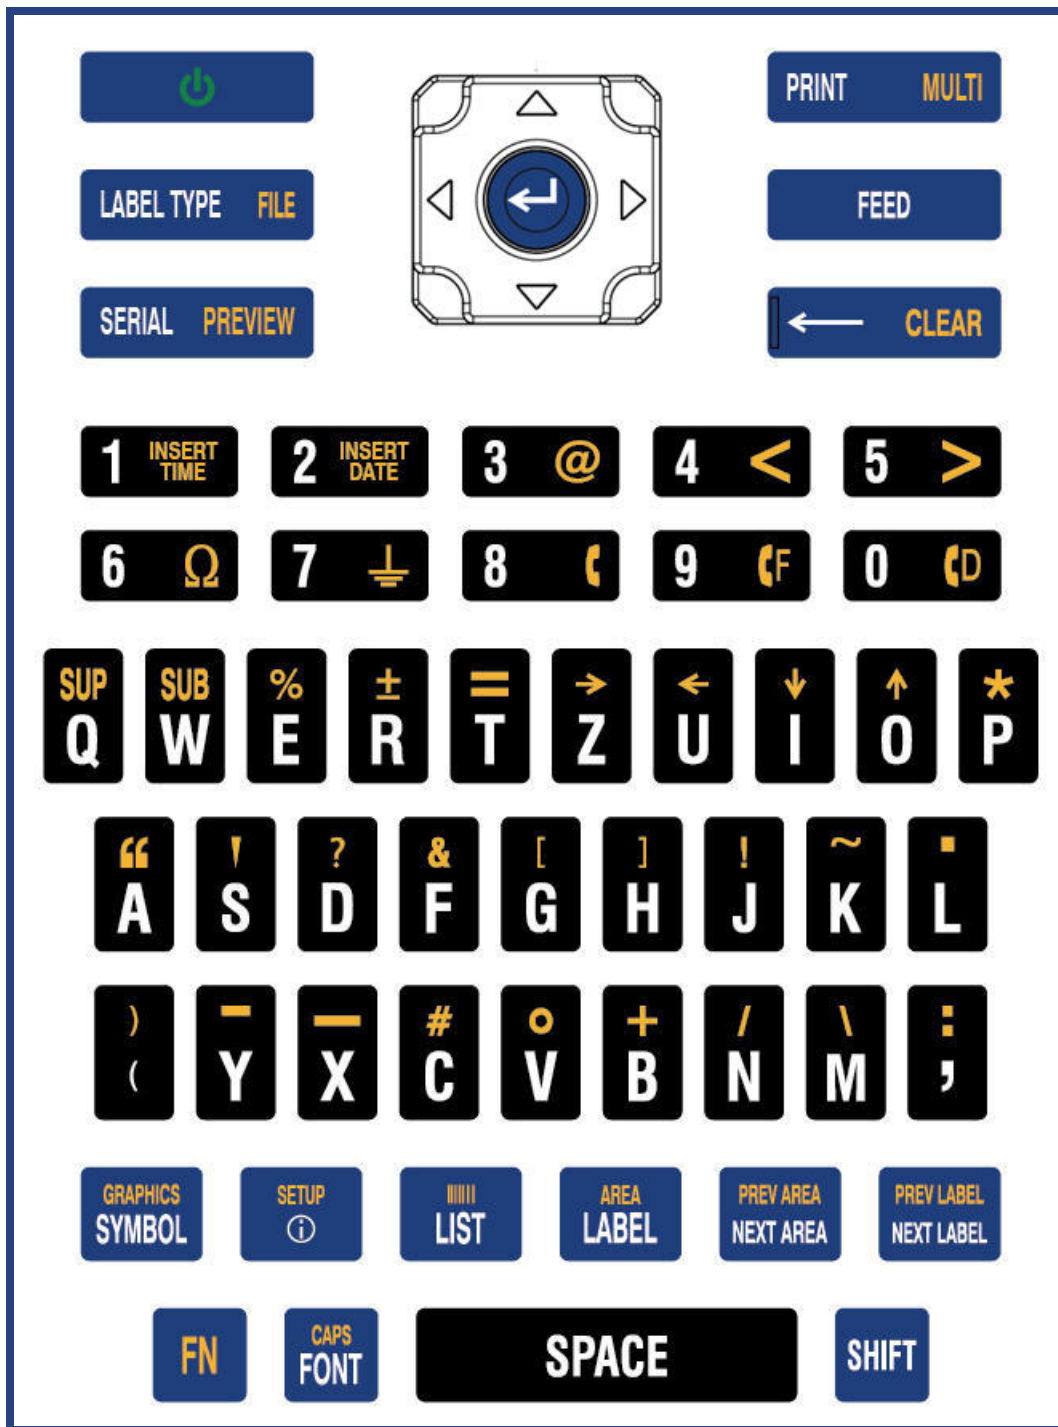 PRINT MULTI
LABEL TYPE FILE
FEED
SERIAL PREVIEW
← CLEAR
1 INSERT TIME 2 INSERT DATE 3 @ 4 < 5 >
6 Ω 7 ⏚ 8 9 F 0 D
SUP SUB % ± = → ← ↓ ↑ *
Q W E R T Z U I O P
“ ' ? & [ ] ! ~ .
A S D F G H J K L
) - — # ° + / \ :
( Y X C V B N M ,
GRAPHICS SETUP AREA PREV AREA PREV LABEL
SYMBOL ⓘ LIST LABEL NEXT AREA NEXT LABEL
CAPS
FN FONT SPACE SHIFT